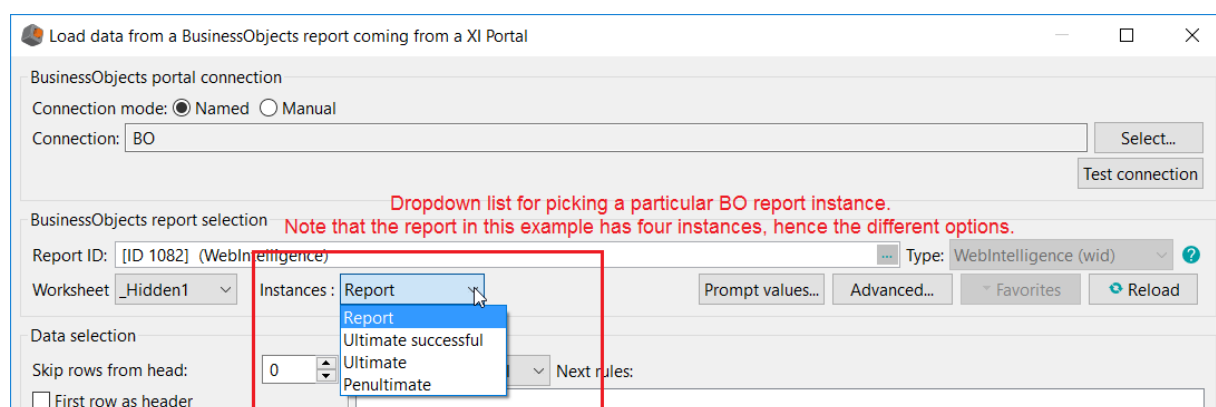 Load data from a BusinessObjects report coming from a XI Portal
BusinessObjects portal connection
Connection mode: Named Manual
Connection: BO Select...
Test connection
Dropdown list for picking a particular BO report instance.
Note that the report in this example has four instances, hence the different options.
BusinessObjects report selection
Report ID: [ID 1082] (WebIntelligence) ... Type: WebIntelligence (wid) ?
Worksheet _Hidden1 Instances : Report Prompt values... Advanced... Favorites Reload
Report
Ultimate successful
Ultimate
Penultimate
Data selection
Skip rows from head: 0 Next rules:
First row as header